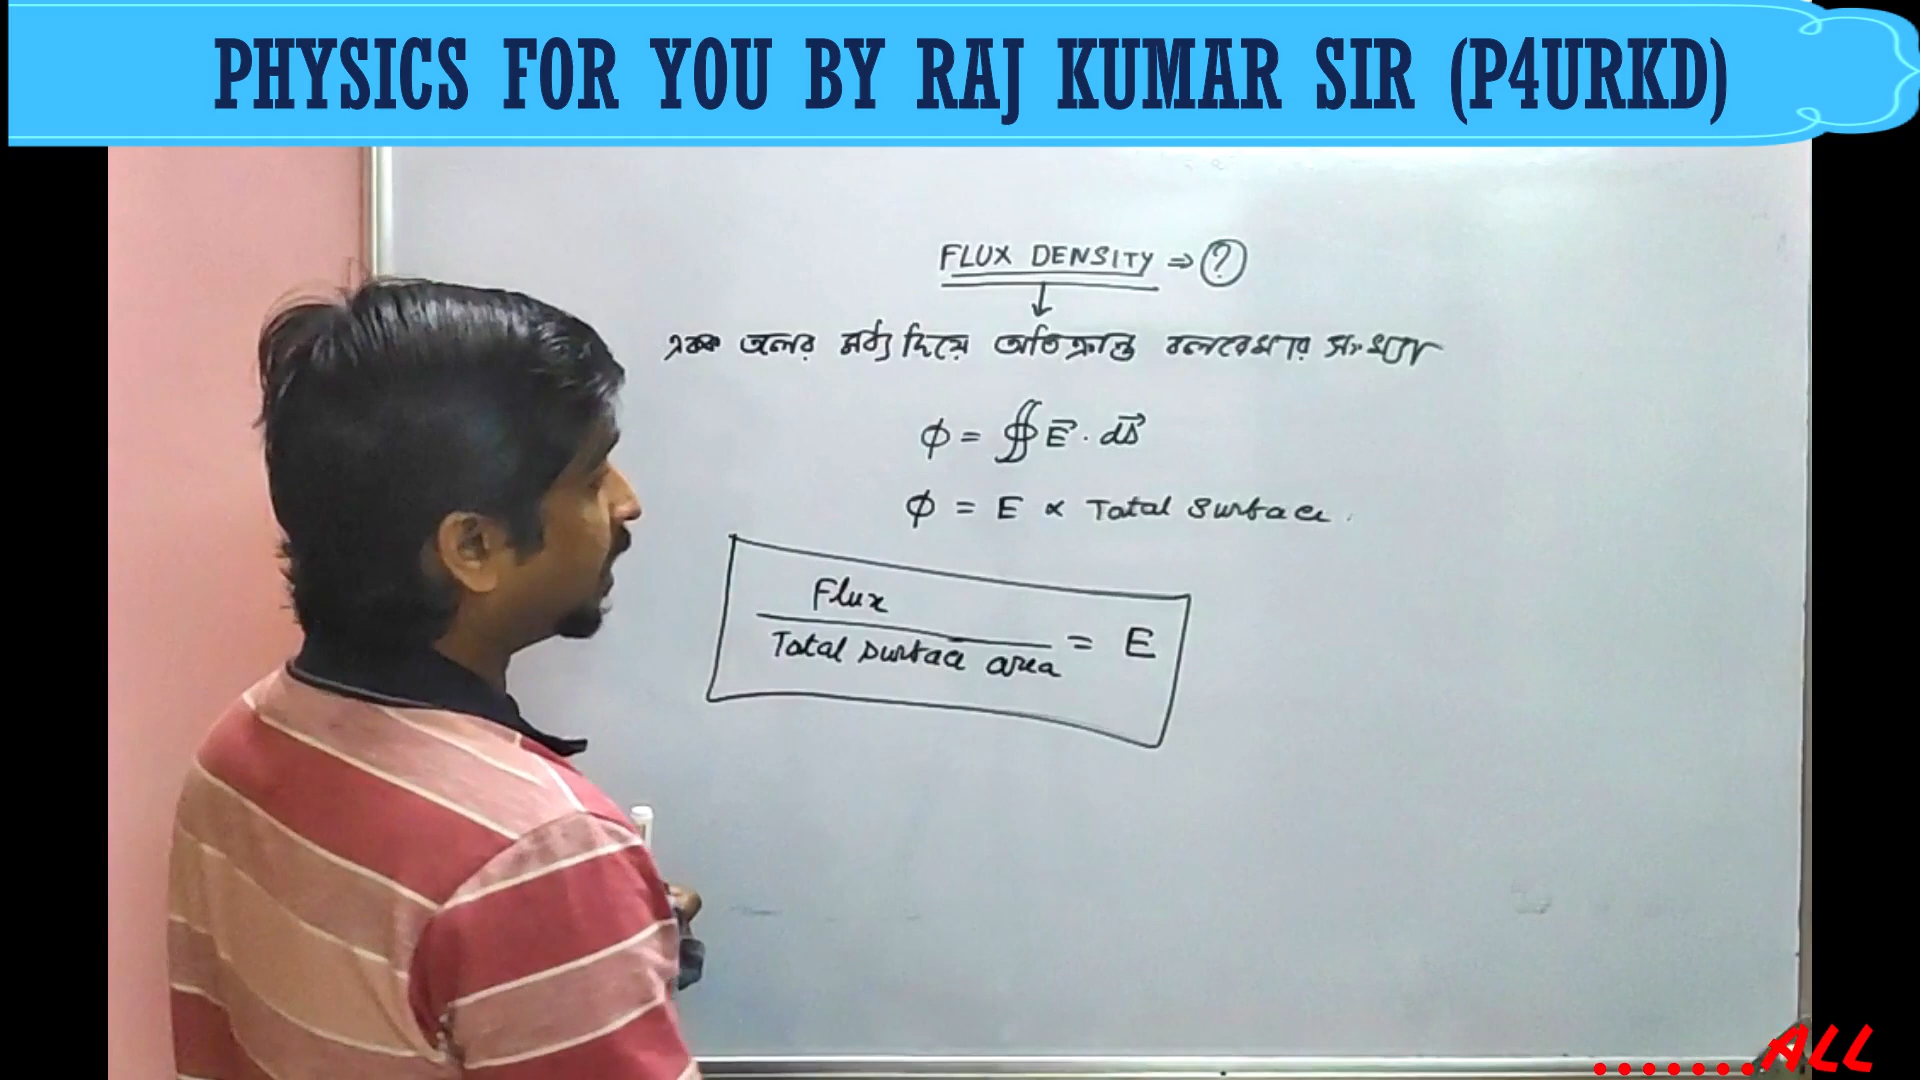 PHYSICS FOR YOU BY RAJ KUMAR SIR (P4URKD)
FLUX DENSITY ⇒ ?
একক তলের মধ্য দিয়ে অতিক্রান্ত বলরেখার সংখ্যা
ϕ = ∯ E⃗ . ds⃗
ϕ = E × Total surface .
Flux
Total surface area = E
.......ALL